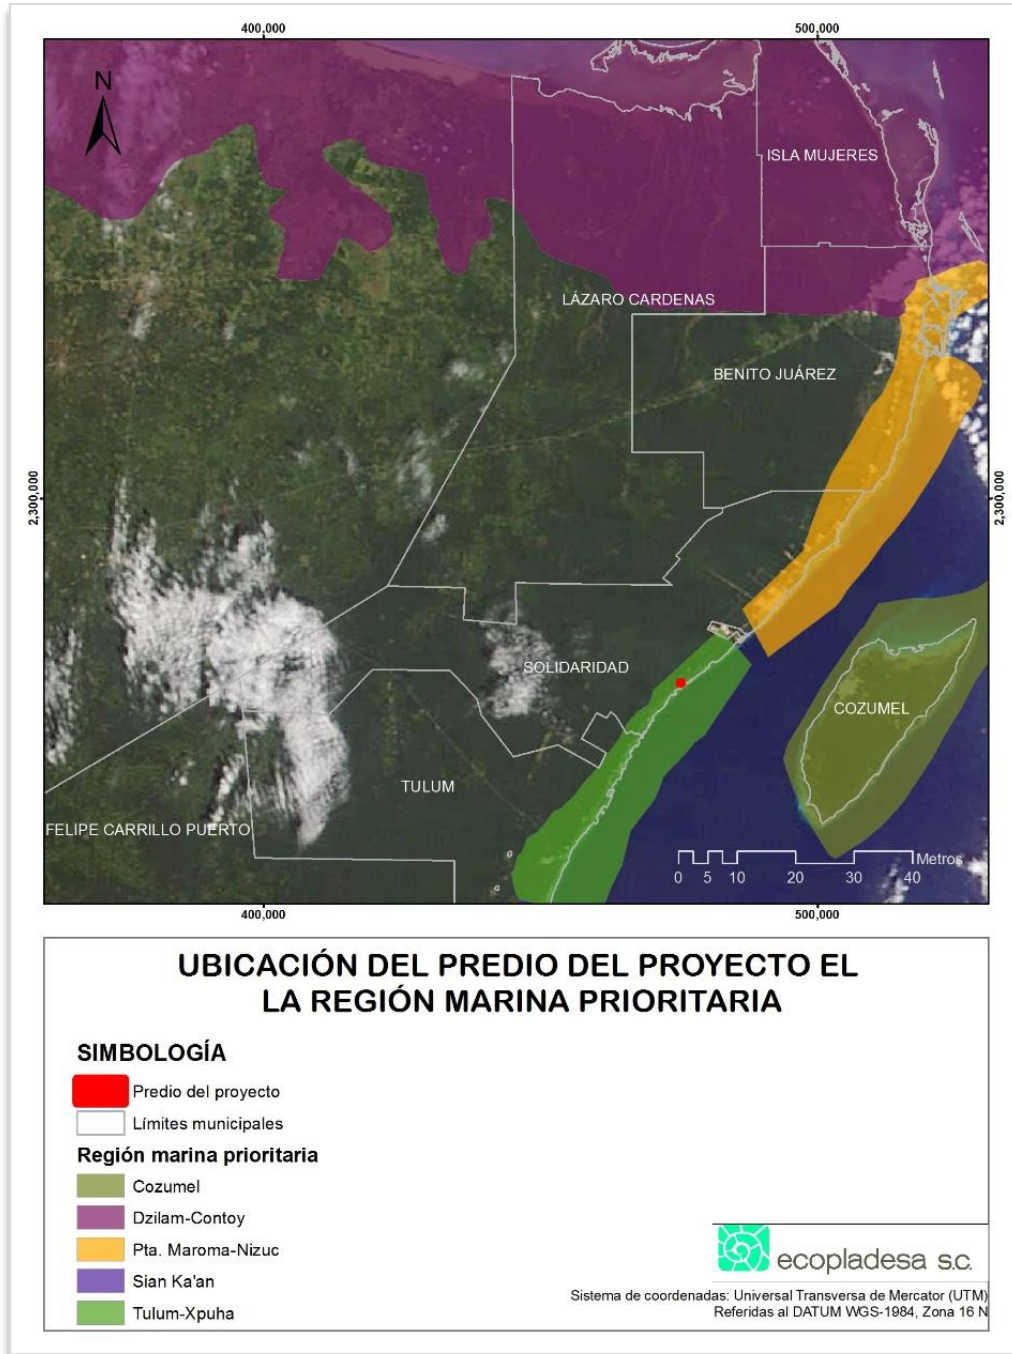 400,000
500,000
N
ISLA MUJERES
LÁZARO CARDENAS
BENITO JUÁREZ
2,300,000
2,300,000
SOLIDARIDAD
COZUMEL
TULUM
FELIPE CARRILLO PUERTO
Metros
0 5 10 20 30 40
400,000
500,000
UBICACIÓN DEL PREDIO DEL PROYECTO EL
LA REGIÓN MARINA PRIORITARIA
SIMBOLOGÍA
Predio del proyecto
Límites municipales
Región marina prioritaria
Cozumel
Dzilam-Contoy
Pta. Maroma-Nizuc
Sian Ka'an
Tulum-Xpuha
ecopladesa s.c.
Sistema de coordenadas: Universal Transversa de Mercator (UTM)
Referidas al DATUM WGS-1984, Zona 16 N